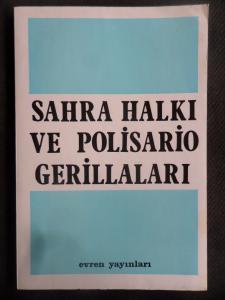 SAHRA HALKI
VE POLİSARİO
GERİLLALARI
evren yayınları